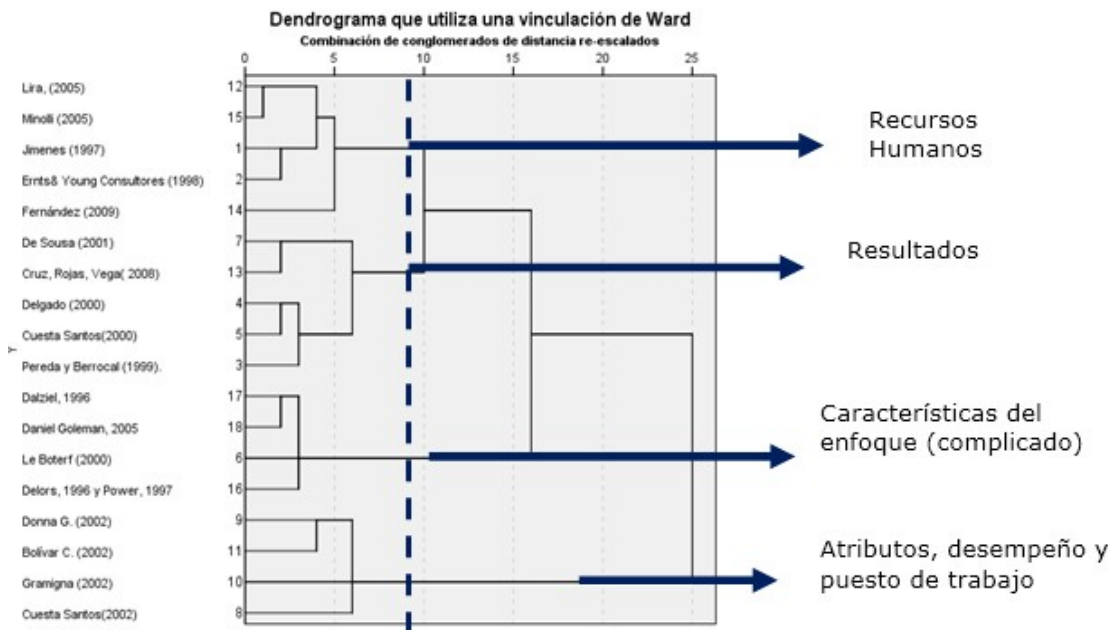 Dendrograma que utiliza una vinculación de Ward
Combinación de conglomerados de distancia re-escalados
0 5 10 15 20 25
Lira, (2005) 12
Minolli (2005) 15
Jimenes (1997) 1
Ernts& Young Consultores (1998) 2
Fernández (2009) 14
De Sousa (2001) 7
Cruz, Rojas, Vega( 2008) 13
Delgado (2000) 4
Cuesta Santos(2000) 5
Pereda y Berrocal (1999). 3
Dalziel, 1996 17
Daniel Goleman, 2005 18
Le Boterf (2000) 6
Delors, 1996 y Power, 1997 16
Donna G. (2002) 9
Bolívar C. (2002) 11
Gramigna (2002) 10
Cuesta Santos(2002) 8
Y
Recursos
Humanos
Resultados
Características del
enfoque (complicado)
Atributos, desempeño y
puesto de trabajo